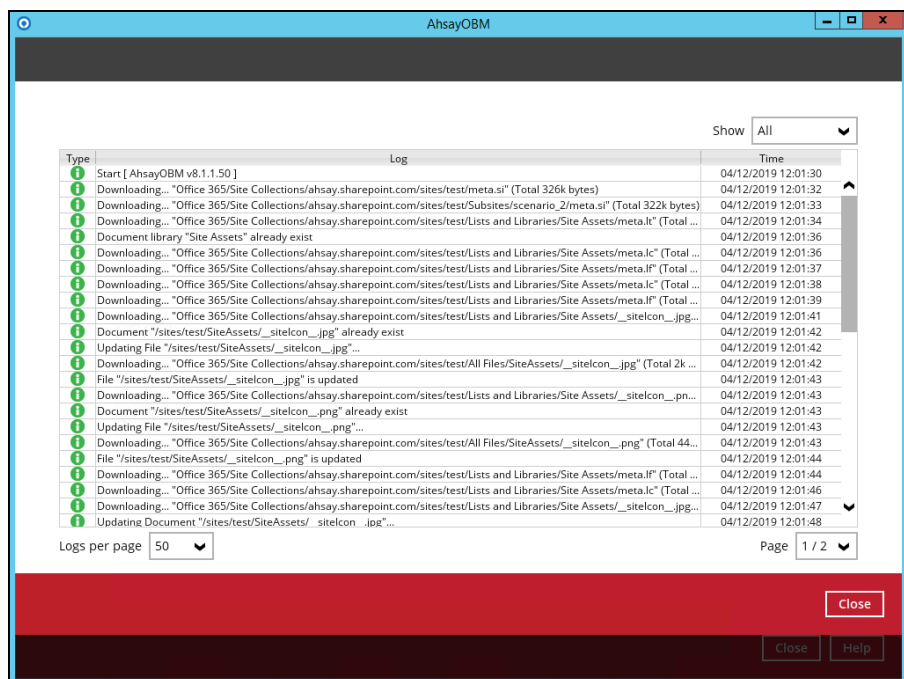 AhsayOBM
Show All
Type Log Time
Start [ AhsayOBM v8.1.1.50 ] 04/12/2019 12:01:30
Downloading... "Office 365/Site Collections/ahsay.sharepoint.com/sites/test/meta.si" (Total 326k bytes) 04/12/2019 12:01:32
Downloading... "Office 365/Site Collections/ahsay.sharepoint.com/sites/test/Subsites/scenario_2/meta.si" (Total 322k bytes) 04/12/2019 12:01:33
Downloading... "Office 365/Site Collections/ahsay.sharepoint.com/sites/test/Lists and Libraries/Site Assets/meta.lt" (Total ... 04/12/2019 12:01:34
Document library "Site Assets" already exist 04/12/2019 12:01:36
Downloading... "Office 365/Site Collections/ahsay.sharepoint.com/sites/test/Lists and Libraries/Site Assets/meta.lc" (Total ... 04/12/2019 12:01:36
Downloading... "Office 365/Site Collections/ahsay.sharepoint.com/sites/test/Lists and Libraries/Site Assets/meta.lf" (Total ... 04/12/2019 12:01:37
Downloading... "Office 365/Site Collections/ahsay.sharepoint.com/sites/test/Lists and Libraries/Site Assets/meta.lc" (Total ... 04/12/2019 12:01:38
Downloading... "Office 365/Site Collections/ahsay.sharepoint.com/sites/test/Lists and Libraries/Site Assets/meta.lf" (Total ... 04/12/2019 12:01:39
Downloading... "Office 365/Site Collections/ahsay.sharepoint.com/sites/test/Lists and Libraries/Site Assets/__siteIcon__.jpg... 04/12/2019 12:01:41
Document "/sites/test/SiteAssets/__siteIcon__.jpg" already exist 04/12/2019 12:01:42
Updating File "/sites/test/SiteAssets/__siteIcon__.jpg"... 04/12/2019 12:01:42
Downloading... "Office 365/Site Collections/ahsay.sharepoint.com/sites/test/All Files/SiteAssets/__siteIcon__.jpg" (Total 2k ... 04/12/2019 12:01:42
File "/sites/test/SiteAssets/__siteIcon__.jpg" is updated 04/12/2019 12:01:43
Downloading... "Office 365/Site Collections/ahsay.sharepoint.com/sites/test/Lists and Libraries/Site Assets/__siteIcon__.pn... 04/12/2019 12:01:43
Document "/sites/test/SiteAssets/__siteIcon__.png" already exist 04/12/2019 12:01:43
Updating File "/sites/test/SiteAssets/__siteIcon__.png"... 04/12/2019 12:01:43
Downloading... "Office 365/Site Collections/ahsay.sharepoint.com/sites/test/All Files/SiteAssets/__siteIcon__.png" (Total 44... 04/12/2019 12:01:43
File "/sites/test/SiteAssets/__siteIcon__.png" is updated 04/12/2019 12:01:44
Downloading... "Office 365/Site Collections/ahsay.sharepoint.com/sites/test/Lists and Libraries/Site Assets/meta.lf" (Total ... 04/12/2019 12:01:44
Downloading... "Office 365/Site Collections/ahsay.sharepoint.com/sites/test/Lists and Libraries/Site Assets/meta.lc" (Total ... 04/12/2019 12:01:46
Downloading... "Office 365/Site Collections/ahsay.sharepoint.com/sites/test/Lists and Libraries/Site Assets/__siteIcon__.jpg... 04/12/2019 12:01:47
Updating Document "/sites/test/SiteAssets/__siteIcon__.jpg"... 04/12/2019 12:01:48
Logs per page 50 Page 1 / 2
Close
Close Help